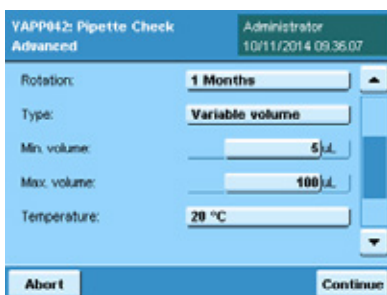 YAPP042: Pipette Check
Advanced
Administrator
10/11/2014 09.36.07
Rotation: 1 Months
Type: Variable volume
Min. volume: 5 µL
Max. volume: 100 µL
Temperature: 20 °C
Abort
Continue